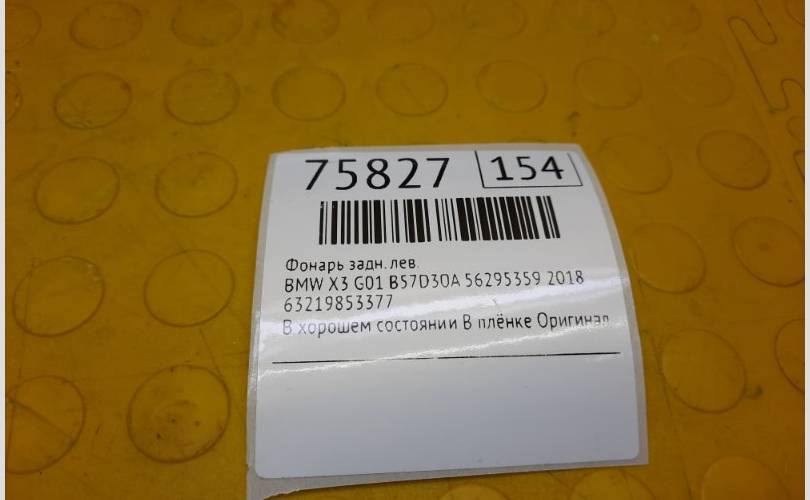 75827 154
Фонарь задн.лев.
BMW X3 G01 B57D30A 56295359 2018
63219853377
В хорошем состоянии В плёнке Оригинал